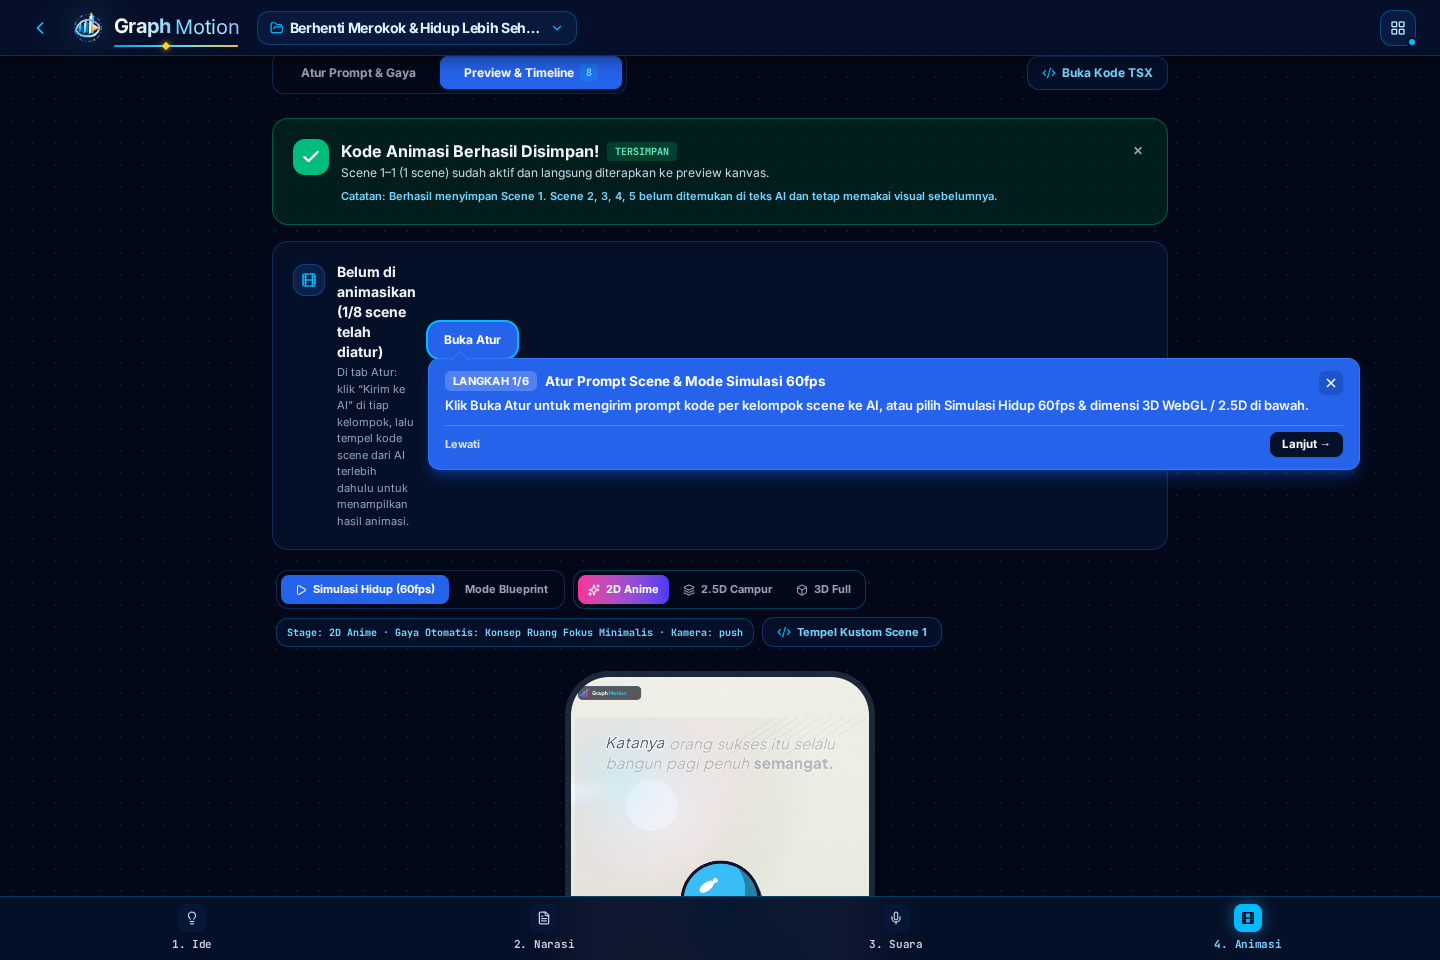 Graph Motion
Berhenti Merokok & Hidup Lebih Seh...
Atur Prompt & Gaya
Preview & Timeline 8
Buka Kode TSX
Kode Animasi Berhasil Disimpan! TERSIMPAN
Scene 1–1 (1 scene) sudah aktif dan langsung diterapkan ke preview kanvas.
Catatan: Berhasil menyimpan Scene 1. Scene 2, 3, 4, 5 belum ditemukan di teks AI dan tetap memakai visual sebelumnya.
Belum di
animasikan
(1/8 scene
telah
diatur)
Di tab Atur:
klik “Kirim ke
AI” di tiap
kelompok, lalu
tempel kode
scene dari AI
terlebih
dahulu untuk
menampilkan
hasil animasi.
Buka Atur
LANGKAH 1/6 Atur Prompt Scene & Mode Simulasi 60fps
Klik Buka Atur untuk mengirim prompt kode per kelompok scene ke AI, atau pilih Simulasi Hidup 60fps & dimensi 3D WebGL / 2.5D di bawah.
Lewati
Lanjut →
Simulasi Hidup (60fps)
Mode Blueprint
2D Anime
2.5D Campur
3D Full
Stage: 2D Anime · Gaya Otomatis: Konsep Ruang Fokus Minimalis · Kamera: push
Tempel Kustom Scene 1
Graph Motion
Katanya orang sukses itu selalu
bangun pagi penuh semangat.
1. Ide
2. Narasi
3. Suara
4. Animasi